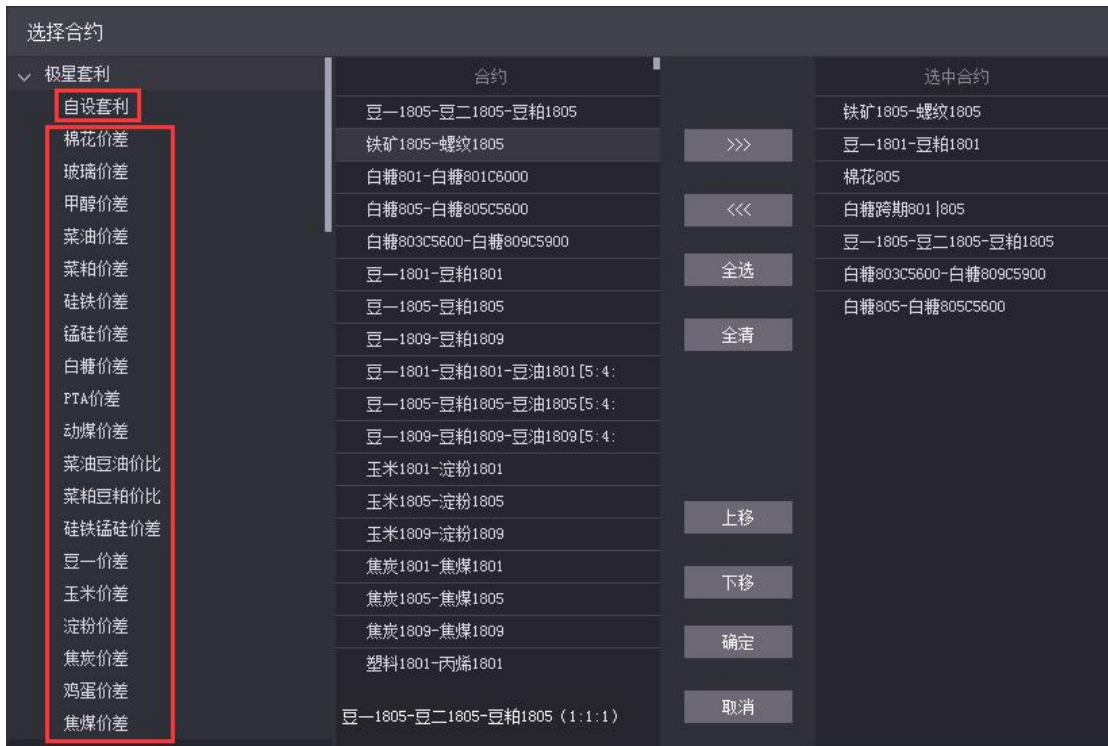 选择合约
极星套利
自设套利
棉花价差
玻璃价差
甲醇价差
菜油价差
菜粕价差
硅铁价差
锰硅价差
白糖价差
PTA价差
动煤价差
菜油豆油价比
菜粕豆粕价比
硅铁锰硅价差
豆一价差
玉米价差
淀粉价差
焦炭价差
鸡蛋价差
焦煤价差
合约
豆一1805-豆二1805-豆粕1805
铁矿1805-螺纹1805
白糖801-白糖801C6000
白糖805-白糖805C5600
白糖803C5600-白糖809C5900
豆一1801-豆粕1801
豆一1805-豆粕1805
豆一1809-豆粕1809
豆一1801-豆粕1801-豆油1801[5:4:
豆一1805-豆粕1805-豆油1805[5:4:
豆一1809-豆粕1809-豆油1809[5:4:
玉米1801-淀粉1801
玉米1805-淀粉1805
玉米1809-淀粉1809
焦炭1801-焦煤1801
焦炭1805-焦煤1805
焦炭1809-焦煤1809
塑料1801-丙烯1801
豆一1805-豆二1805-豆粕1805 (1:1:1)
>>>
<<<
全选
全清
上移
下移
确定
取消
选中合约
铁矿1805-螺纹1805
豆一1801-豆粕1801
棉花805
白糖跨期801|805
豆一1805-豆二1805-豆粕1805
白糖803C5600-白糖809C5900
白糖805-白糖805C5600